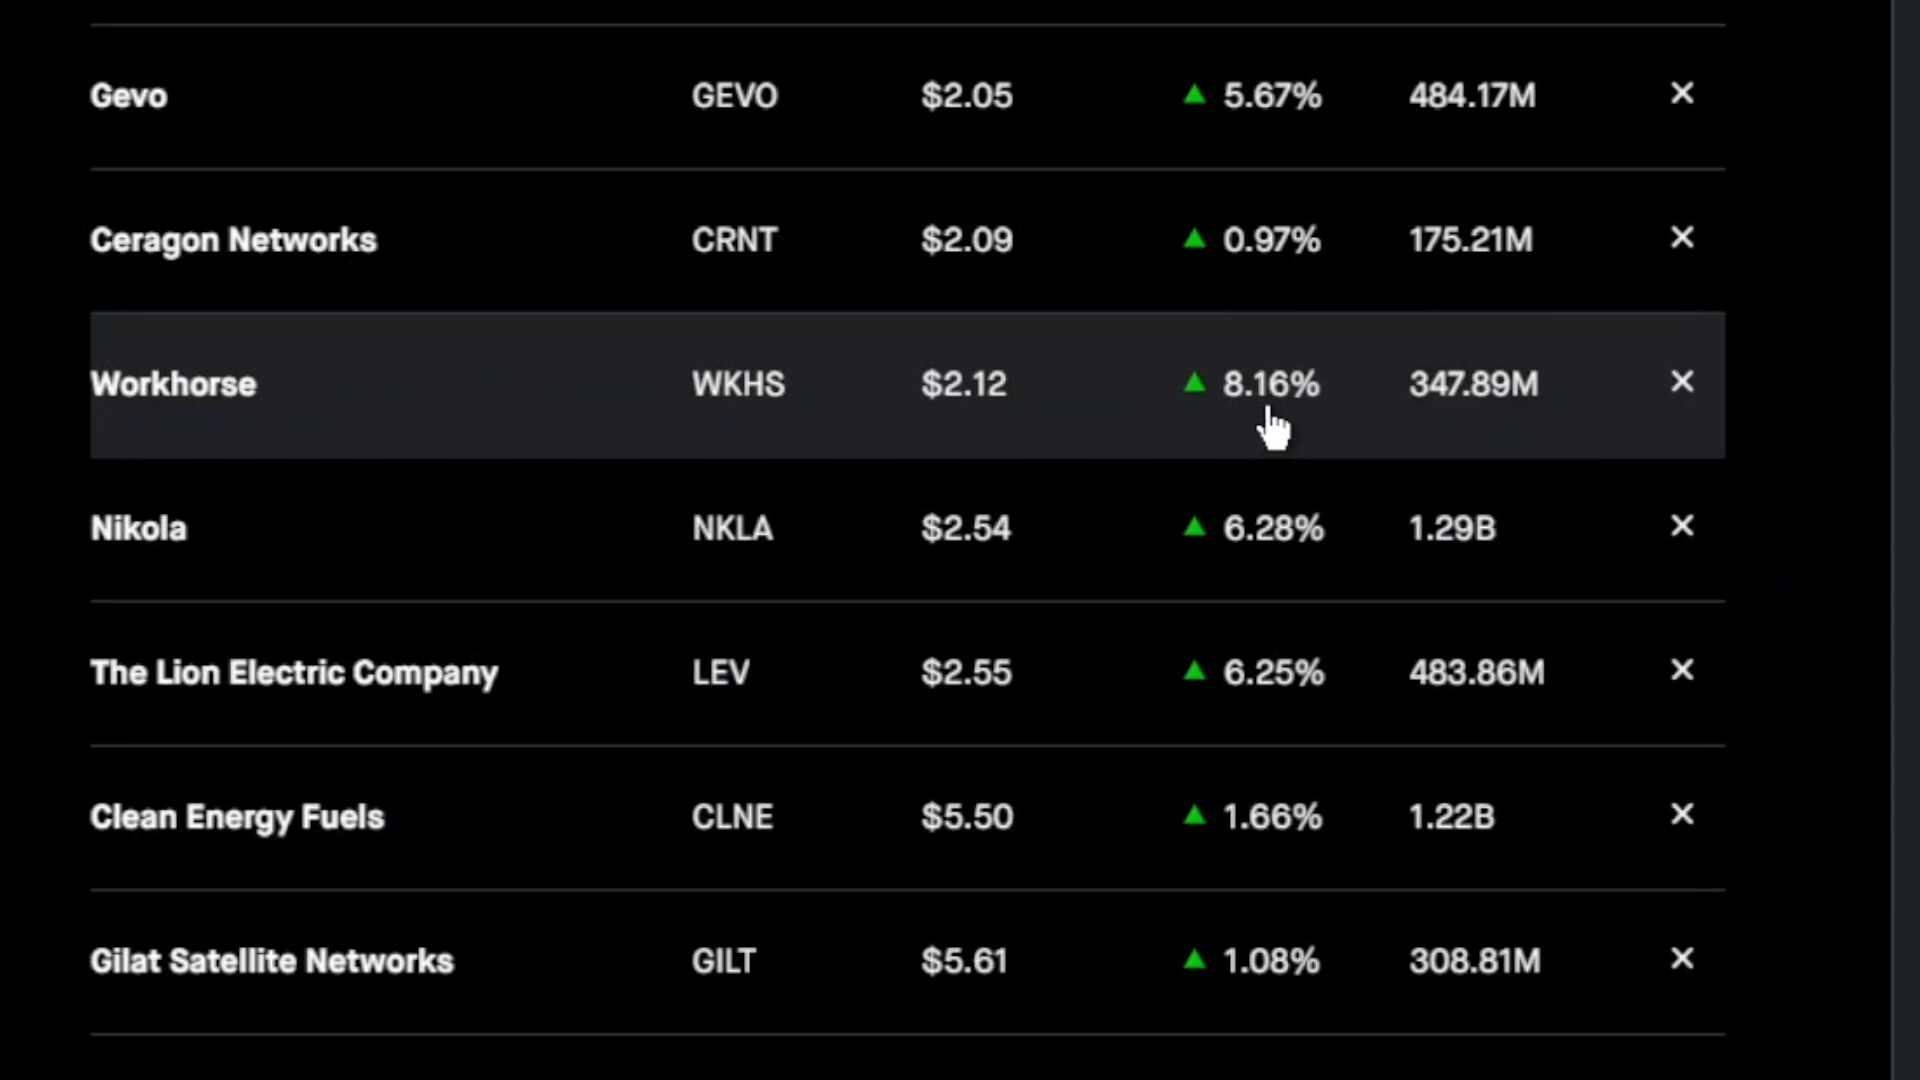 Gevo GEVO $2.05 ▲ 5.67% 484.17M ✕
Ceragon Networks CRNT $2.09 ▲ 0.97% 175.21M ✕
Workhorse WKHS $2.12 ▲ 8.16% 347.89M ✕
Nikola NKLA $2.54 ▲ 6.28% 1.29B ✕
The Lion Electric Company LEV $2.55 ▲ 6.25% 483.86M ✕
Clean Energy Fuels CLNE $5.50 ▲ 1.66% 1.22B ✕
Gilat Satellite Networks GILT $5.61 ▲ 1.08% 308.81M ✕